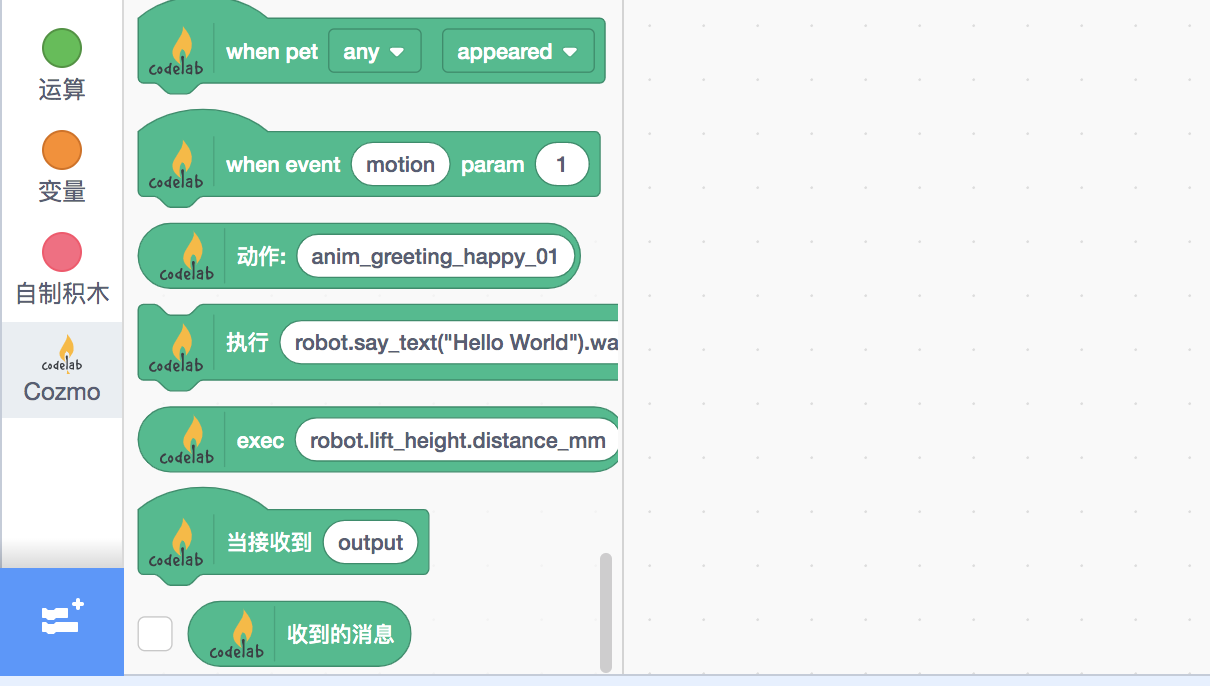 运算
变量
自制积木
codelab
Cozmo
codelab when pet any appeared
codelab when event motion param 1
codelab 动作: anim_greeting_happy_01
codelab 执行 robot.say_text("Hello World").wa
codelab exec robot.lift_height.distance_mm
codelab 当接收到 output
codelab 收到的消息